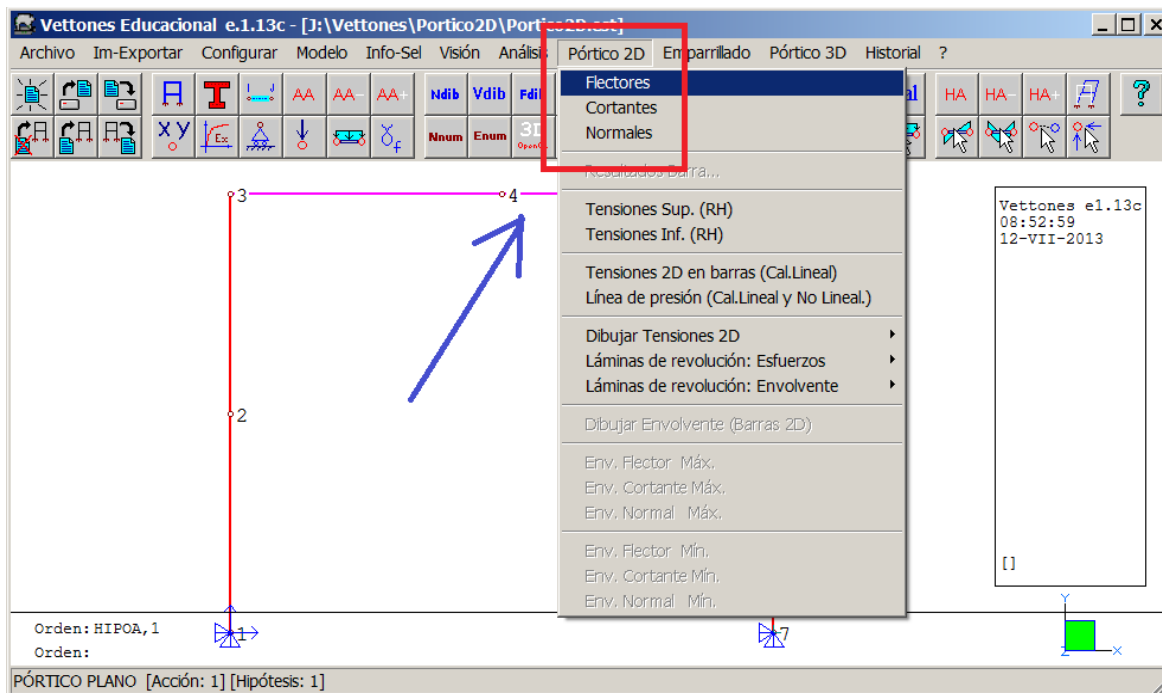 Vettones Educacional e.1.13c - [J:\Vettones\Portico2D\Portico2D.est]
Archivo Im-Exportar Configurar Modelo Info-Sel Visión Análisis Pórtico 2D Emparrillado Pórtico 3D Historial ?
AA AA- AA+ Ndib Vdib Fdib HA HA- HA+ ?
XY Ex f Nnum Enum 3D
Flectores
Cortantes
Normales
Resultados Barra...
Tensiones Sup. (RH)
Tensiones Inf. (RH)
Tensiones 2D en barras (Cal.Lineal)
Línea de presión (Cal.Lineal y No Lineal.)
Dibujar Tensiones 2D
Láminas de revolución: Esfuerzos
Láminas de revolución: Envolvente
Dibujar Envolvente (Barras 2D)
Env. Flector Máx.
Env. Cortante Máx.
Env. Normal Máx.
Env. Flector Mín.
Env. Cortante Mín.
Env. Normal Mín.
3
4
2
1
7
Vettones e1.13c
08:52:59
12-VII-2013
[]
Y
Z X
Orden:HIPOA,1
Orden:
PÓRTICO PLANO [Acción: 1] [Hipótesis: 1]